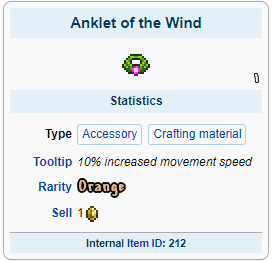 Anklet of the Wind
Statistics
Type Accessory Crafting material
Tooltip 10% increased movement speed
Rarity Orange
Sell 1
Internal Item ID: 212